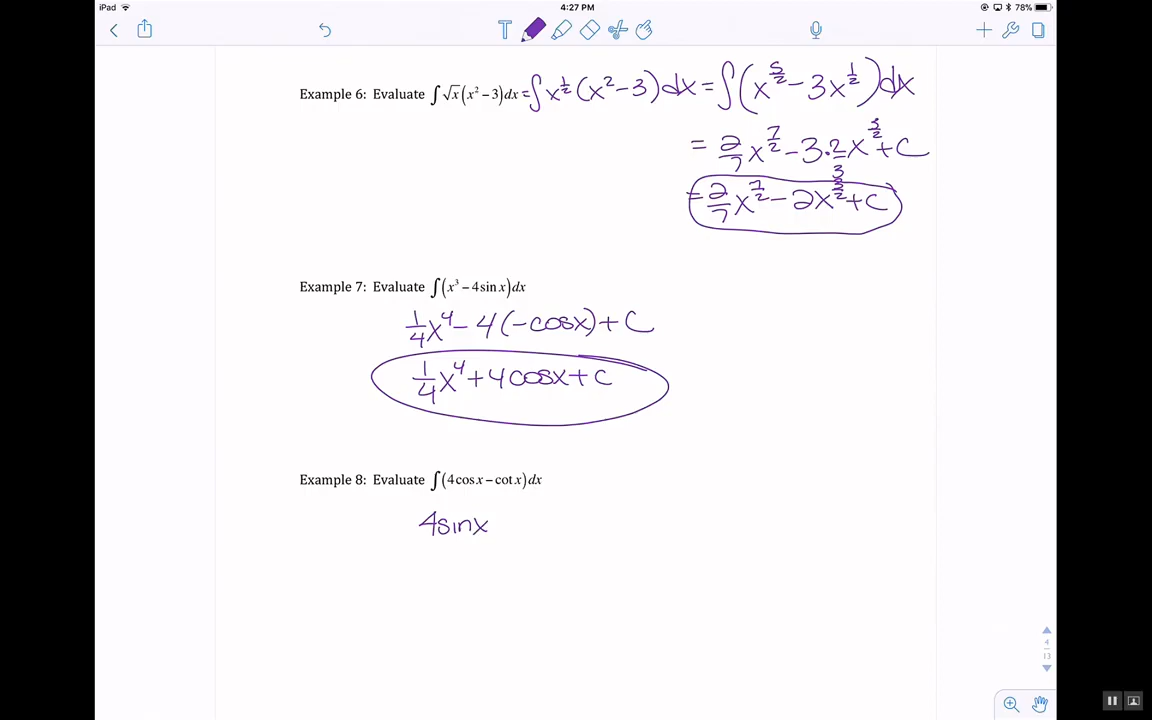 iPad 4:27 PM 78%
T
Example 6: Evaluate ∫√x(x² − 3)dx = ∫x^(1/2)(x² − 3)dx = ∫(x^(5/2) − 3x^(1/2))dx
= 2/7 x^(7/2) − 3·2/3 x^(3/2) + C
= 2/7 x^(7/2) − 2x^(3/2) + C
Example 7: Evaluate ∫(x³ − 4sin x)dx
1/4 x⁴ − 4(−cosx) + C
1/4 x⁴ + 4cosx + C
Example 8: Evaluate ∫(4cos x − cot x)dx
4sinx
4
13